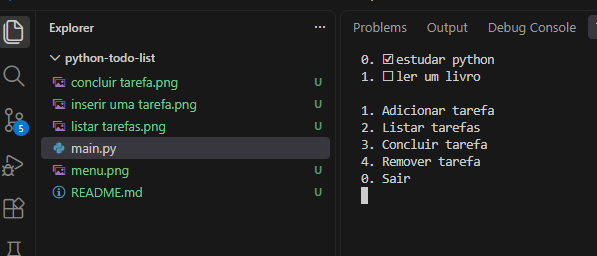 Explorer
python-todo-list
concluir tarefa.png U
inserir uma tarefa.png U
listar tarefas.png U
main.py
menu.png U
README.md U
5
Problems Output Debug Console
0. ☑ estudar python
1. ☐ ler um livro
1. Adicionar tarefa
2. Listar tarefas
3. Concluir tarefa
4. Remover tarefa
0. Sair